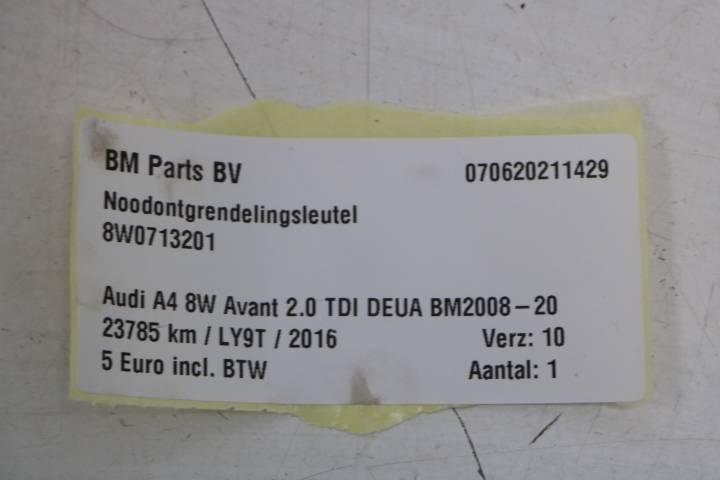 BM Parts BV 070620211429
Noodontgrendelingsleutel
8W0713201
Audi A4 8W Avant 2.0 TDI DEUA BM2008-20
23785 km / LY9T / 2016 Verz: 10
5 Euro incl. BTW Aantal: 1